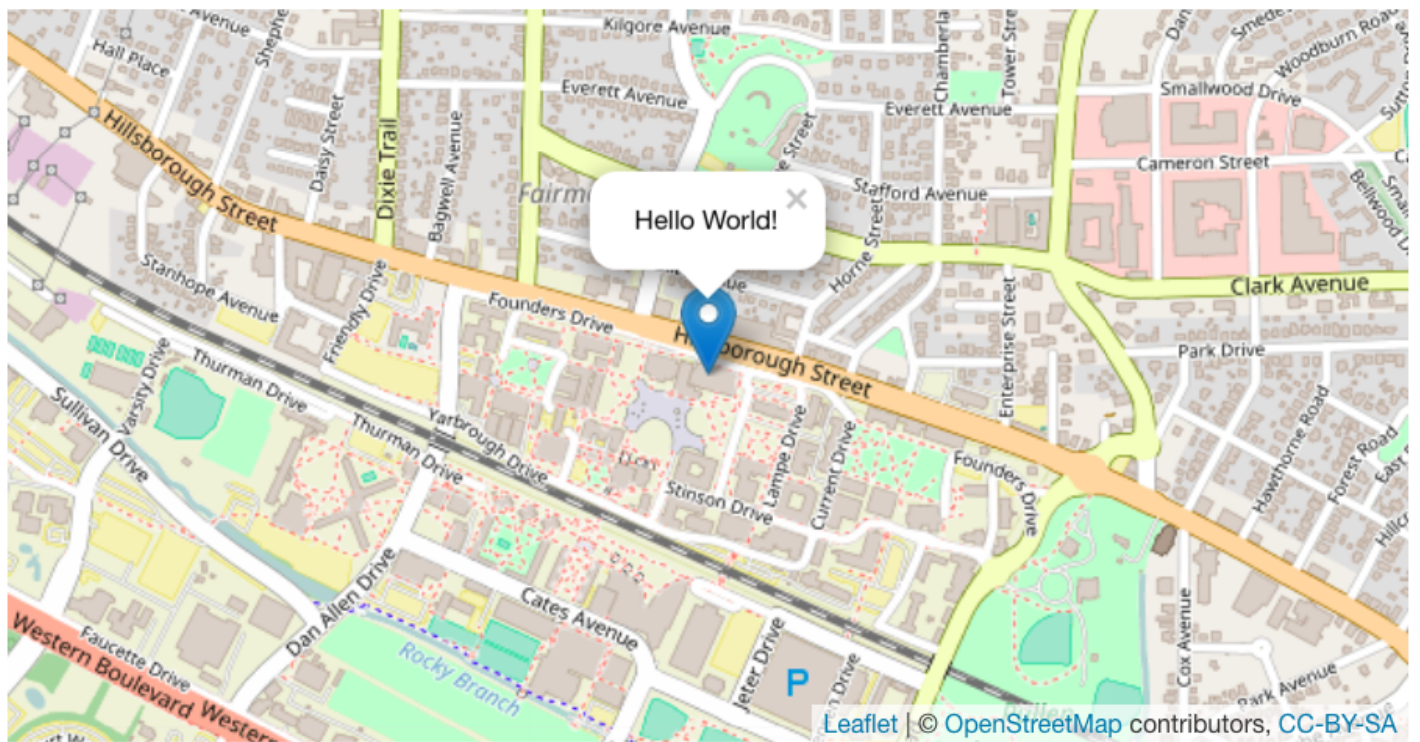 Kilgore Avenue
Hall Place
Everett Avenue
Everett Avenue
Smallwood Drive
Woodburn Road
Hillsborough Street
Daisy Street
Dixie Trail
Bagwell Avenue
Cameron Street
Stafford Avenue
Hello World!
×
Horne Street
Stanhope Avenue
Friendly Drive
Founders Drive
Hillsborough Street
Enterprise Street
Clark Avenue
Park Drive
Thurman Drive
Varsity Drive
Sullivan Drive
Thurman Drive
Yarbrough Drive
Stinson Drive
Lampe Drive
Current Drive
Founders Drive
Hawthorne Road
Forest Road
Dan Allen Drive
Cates Avenue
Rocky Branch
Jeter Drive
P
Cox Avenue
Park Avenue
Western Boulevard
Faucette Drive
Western
Leaflet | © OpenStreetMap contributors, CC-BY-SA